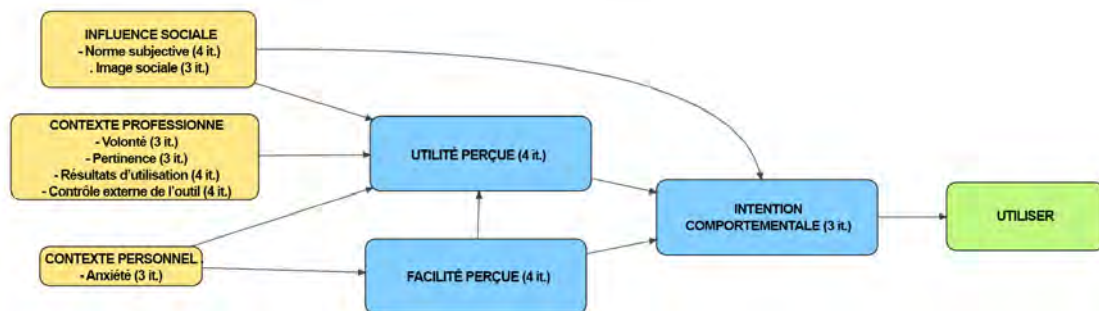 INFLUENCE SOCIALE
- Norme subjective (4 it.)
. Image sociale (3 it.)
CONTEXTE PROFESSIONNE
- Volonté (3 it.)
- Pertinence (3 it.)
- Résultats d'utilisation (4 it.)
- Contrôle externe de l'outil (4 it.)
CONTEXTE PERSONNEL .
- Anxiété (3 it.)
UTILITÉ PERÇUE (4 it.)
FACILITÉ PERÇUE (4 it.)
INTENTION
COMPORTEMENTALE (3 it.)
UTILISER